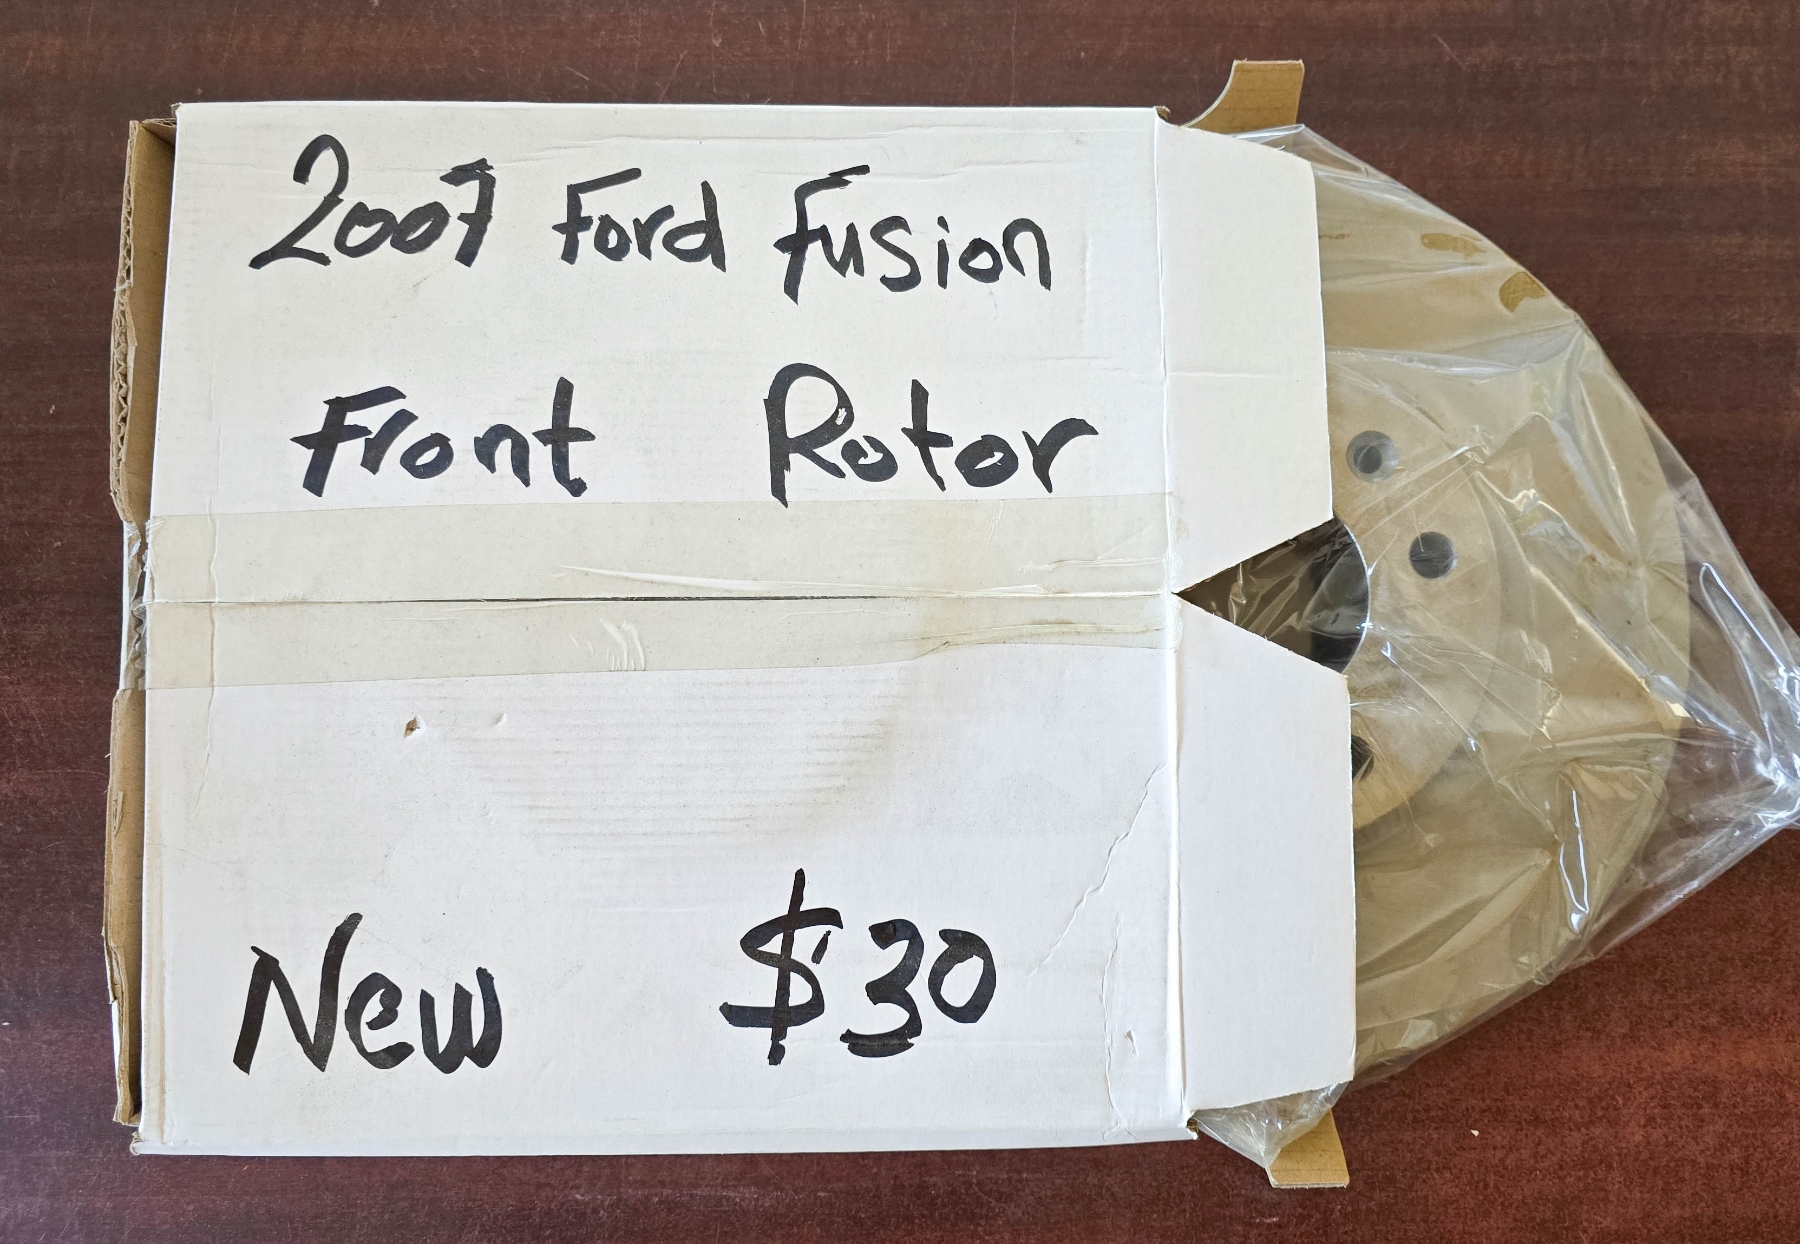 2007 Ford Fusion
Front Rotor
New $30